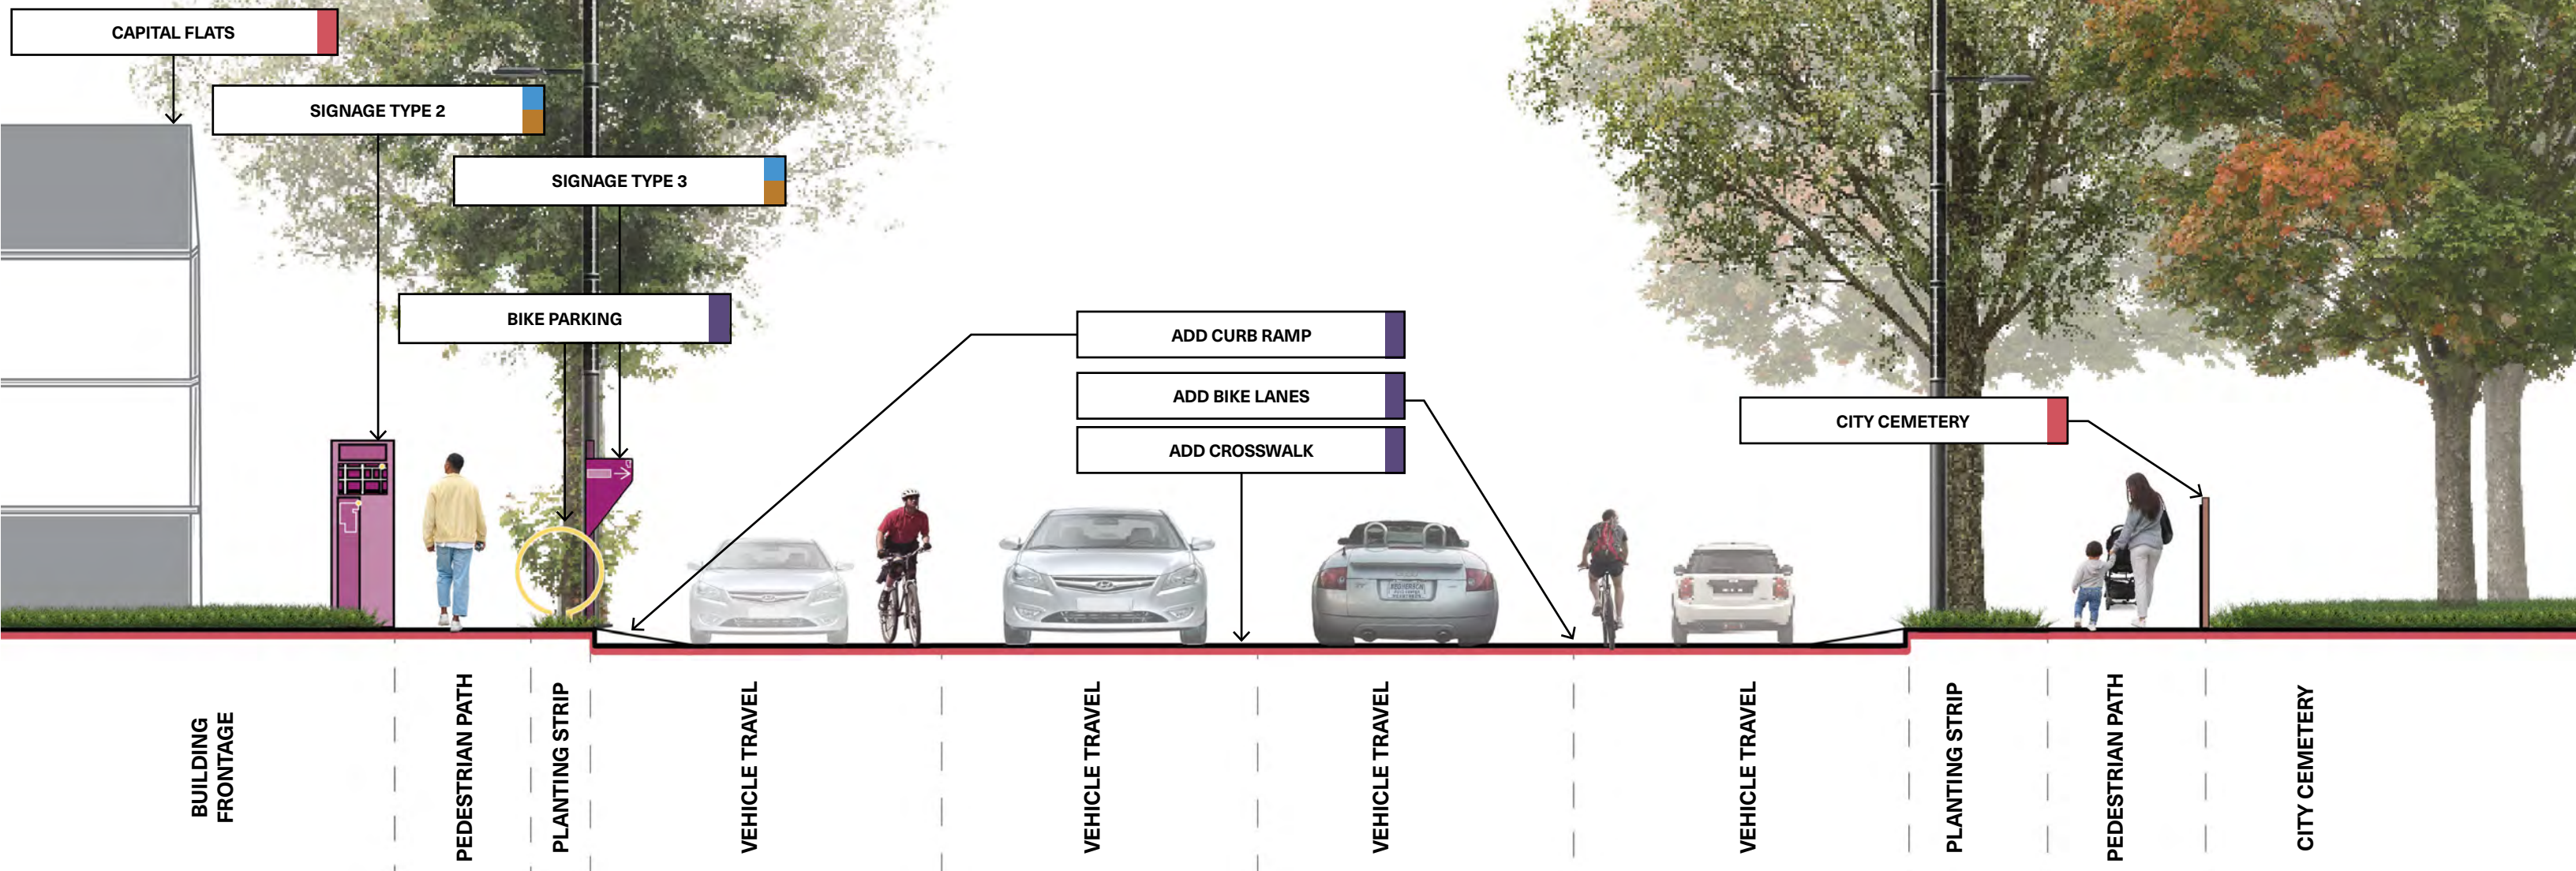 CAPITAL FLATS
SIGNAGE TYPE 2
SIGNAGE TYPE 3
BIKE PARKING
ADD CURB RAMP
ADD BIKE LANES
ADD CROSSWALK
CITY CEMETERY
BUILDING
FRONTAGE
PEDESTRIAN PATH
PLANTING STRIP
VEHICLE TRAVEL
VEHICLE TRAVEL
VEHICLE TRAVEL
VEHICLE TRAVEL
PLANTING STRIP
PEDESTRIAN PATH
CITY CEMETERY